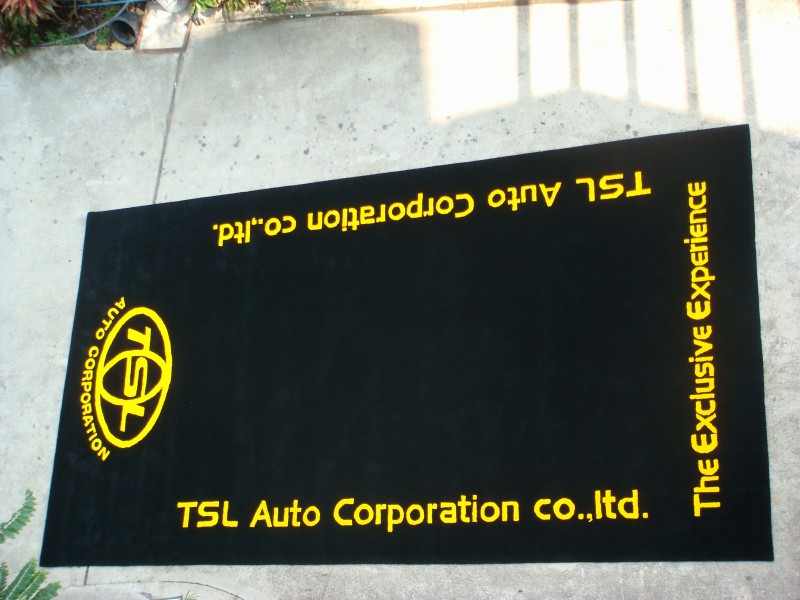 TSL Auto Corporation co.,ltd.
TSL
AUTO CORPORATION
The Exclusive Experience
TSL Auto Corporation co.,ltd.